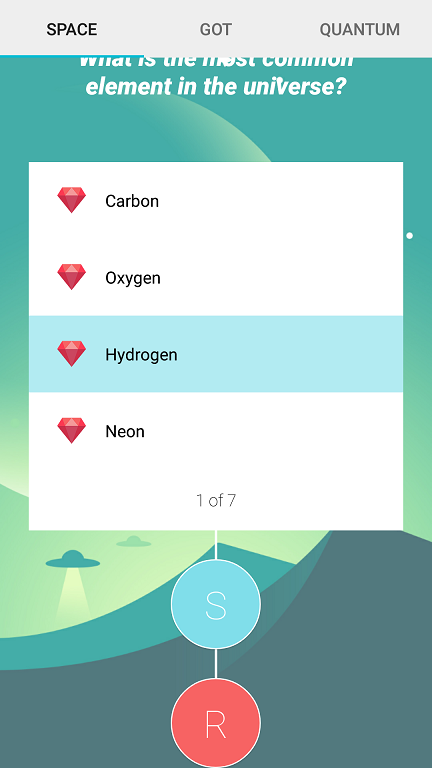 SPACE GOT QUANTUM
What is the most common
element in the universe?
Carbon
Oxygen
Hydrogen
Neon
1 of 7
S
R